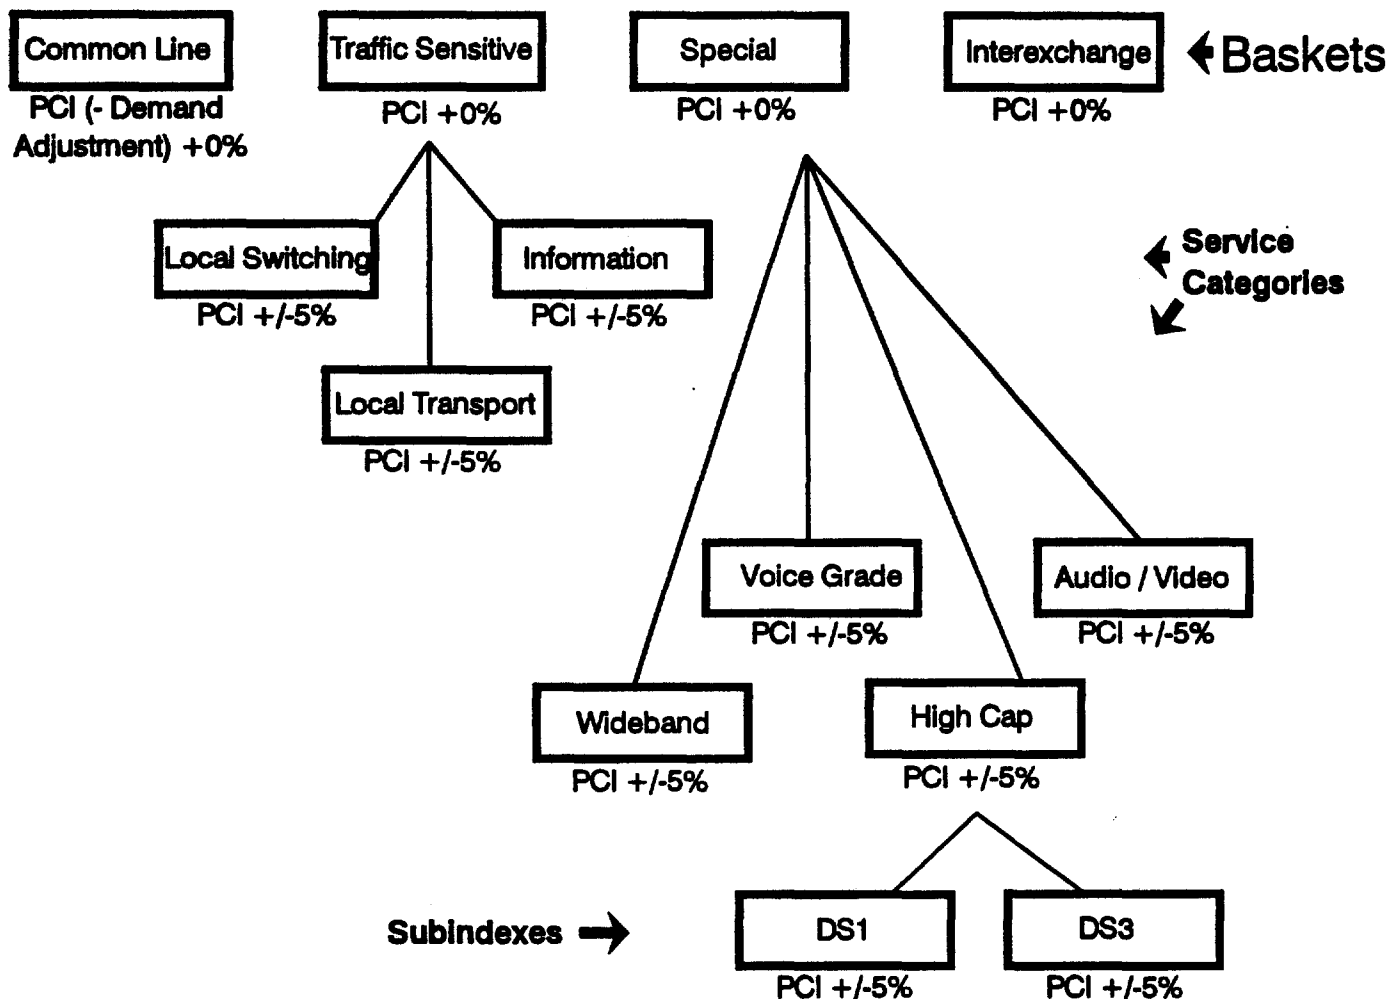 Common Line
Traffic Sensitive
Special
Interexchange
Baskets
PCI (- Demand
Adjustment) +0%
PCI +0%
PCI +0%
PCI +0%
Local Switching
PCI +/-5%
Information
PCI +/-5%
Service
Categories
Local Transport
PCI +/-5%
Voice Grade
PCI +/-5%
Audio / Video
PCI +/-5%
Wideband
PCI +/-5%
High Cap
PCI +/-5%
Subindexes
DS1
PCI +/-5%
DS3
PCI +/-5%